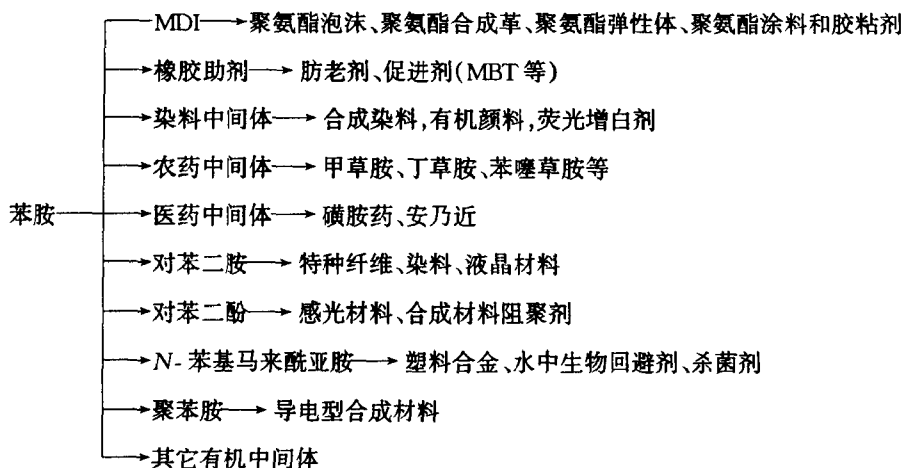 MDI→聚氨酯泡沫、聚氨酯合成革、聚氨酯弹性体、聚氨酯涂料和胶粘剂
橡胶助剂→肪老剂、促进剂(MBT等)
染料中间体→合成染料,有机颜料,荧光增白剂
农药中间体→甲草胺、丁草胺、苯噻草胺等
苯胺→医药中间体→磺胺药、安乃近
对苯二胺→特种纤维、染料、液晶材料
对苯二酚→感光材料、合成材料阻聚剂
N-苯基马来酰亚胺→塑料合金、水中生物回避剂、杀菌剂
聚苯胺→导电型合成材料
其它有机中间体